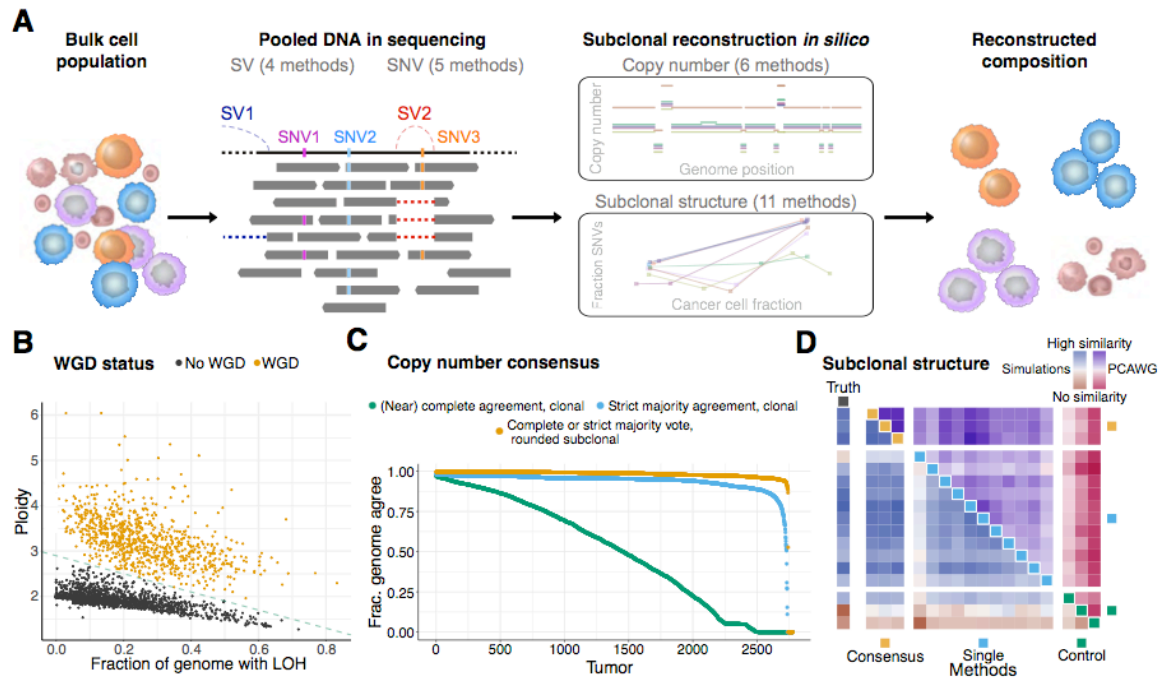 A
Bulk cell
population
Pooled DNA in sequencing
SV (4 methods) SNV (5 methods)
Subclonal reconstruction in silico
Copy number (6 methods)
Reconstructed
composition
SV1
SV2
SNV1
SNV2
SNV3
Copy number
Genome position
Subclonal structure (11 methods)
Fraction SNVs
Cancer cell fraction
B
WGD status
No WGD
WGD
Ploidy
6
5
4
3
2
0.0 0.2 0.4 0.6 0.8
Fraction of genome with LOH
C
Copy number consensus
(Near) complete agreement, clonal
Strict majority agreement, clonal
Complete or strict majority vote,
rounded subclonal
Frac. genome agree
1.00
0.75
0.50
0.25
0.00
0 500 1000 1500 2000 2500
Tumor
D
Subclonal structure
High similarity
Simulations
PCAWG
No similarity
Truth
Consensus
Single
Methods
Control